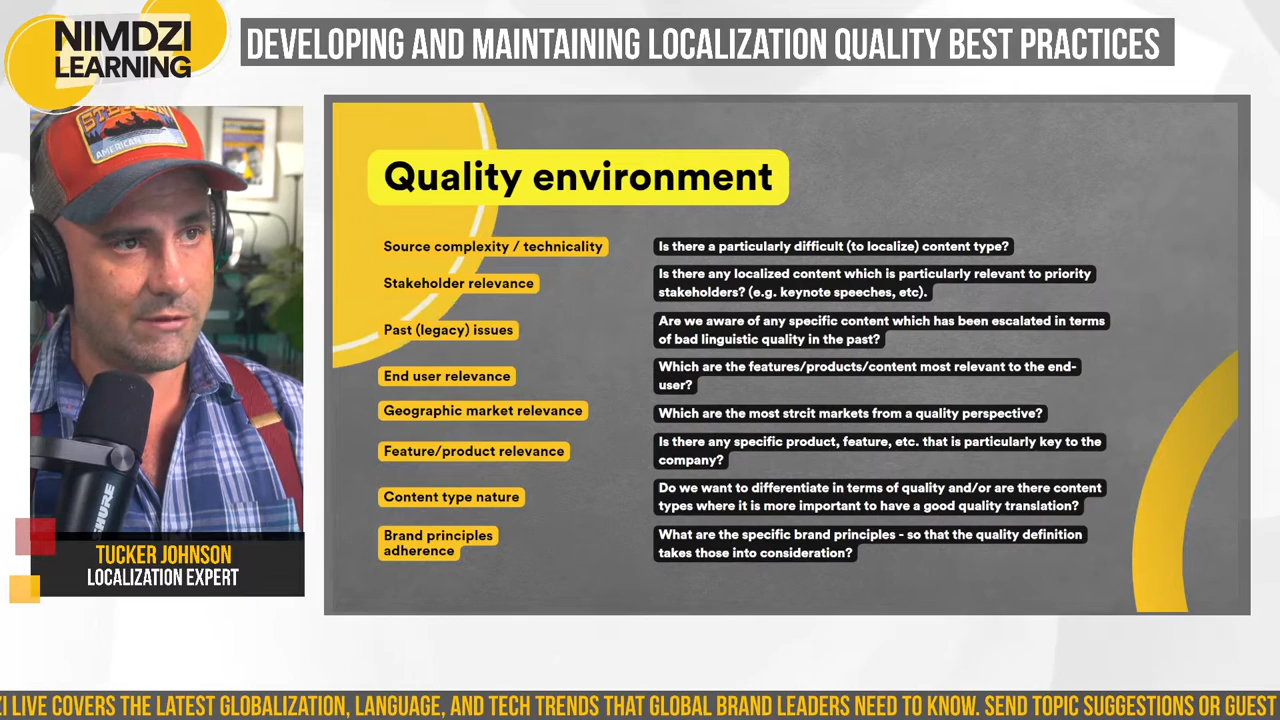 NIMDZI
LEARNING
DEVELOPING AND MAINTAINING LOCALIZATION QUALITY BEST PRACTICES
AMERICAN
SHURE
TUCKER JOHNSON
LOCALIZATION EXPERT
Quality environment
Source complexity / technicality
Is there a particularly difficult (to localize) content type?
Stakeholder relevance
Is there any localized content which is particularly relevant to priority
stakeholders? (e.g. keynote speeches, etc).
Past (legacy) issues
Are we aware of any specific content which has been escalated in terms
of bad linguistic quality in the past?
End user relevance
Which are the features/products/content most relevant to the end-
user?
Geographic market relevance
Which are the most strcit markets from a quality perspective?
Feature/product relevance
Is there any specific product, feature, etc. that is particularly key to the
company?
Content type nature
Do we want to differentiate in terms of quality and/or are there content
types where it is more important to have a good quality translation?
Brand principles
adherence
What are the specific brand principles - so that the quality definition
takes those into consideration?
ZI LIVE COVERS THE LATEST GLOBALIZATION, LANGUAGE, AND TECH TRENDS THAT GLOBAL BRAND LEADERS NEED TO KNOW. SEND TOPIC SUGGESTIONS OR GUEST